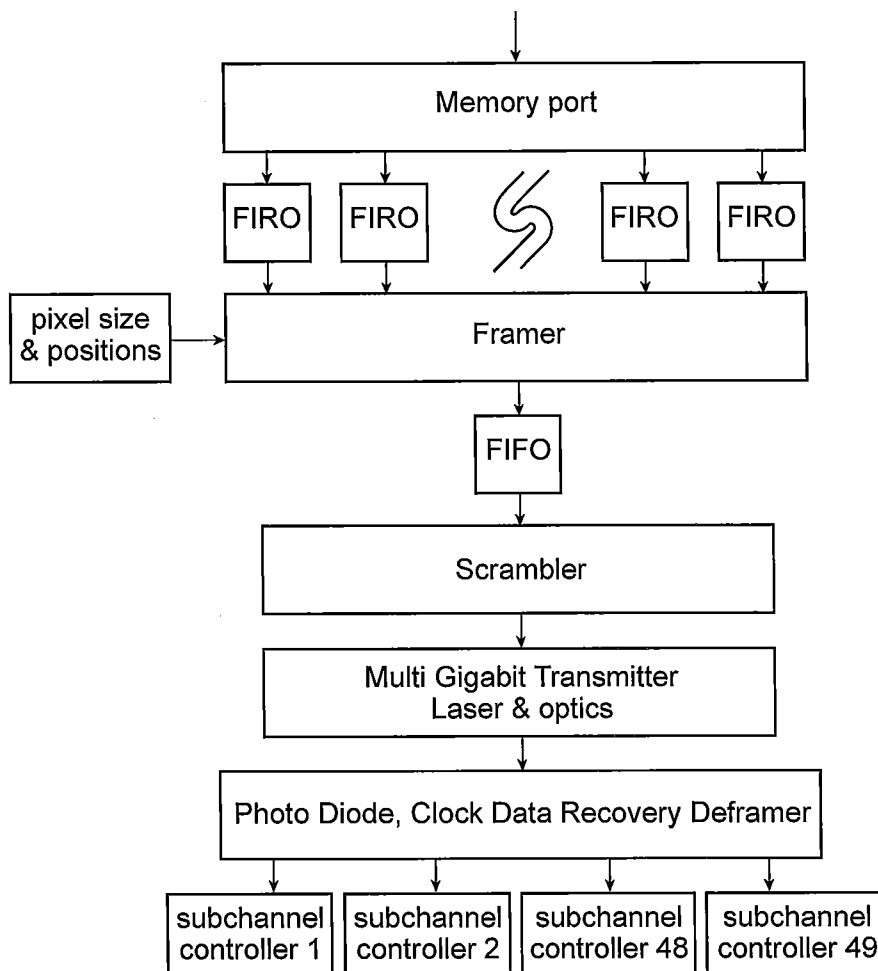 Memory port
FIRO
FIRO
FIRO
FIRO
pixel size
& positions
Framer
FIFO
Scrambler
Multi Gigabit Transmitter
Laser & optics
Photo Diode, Clock Data Recovery Deframer
subchannel
controller 1
subchannel
controller 2
subchannel
controller 48
subchannel
controller 49